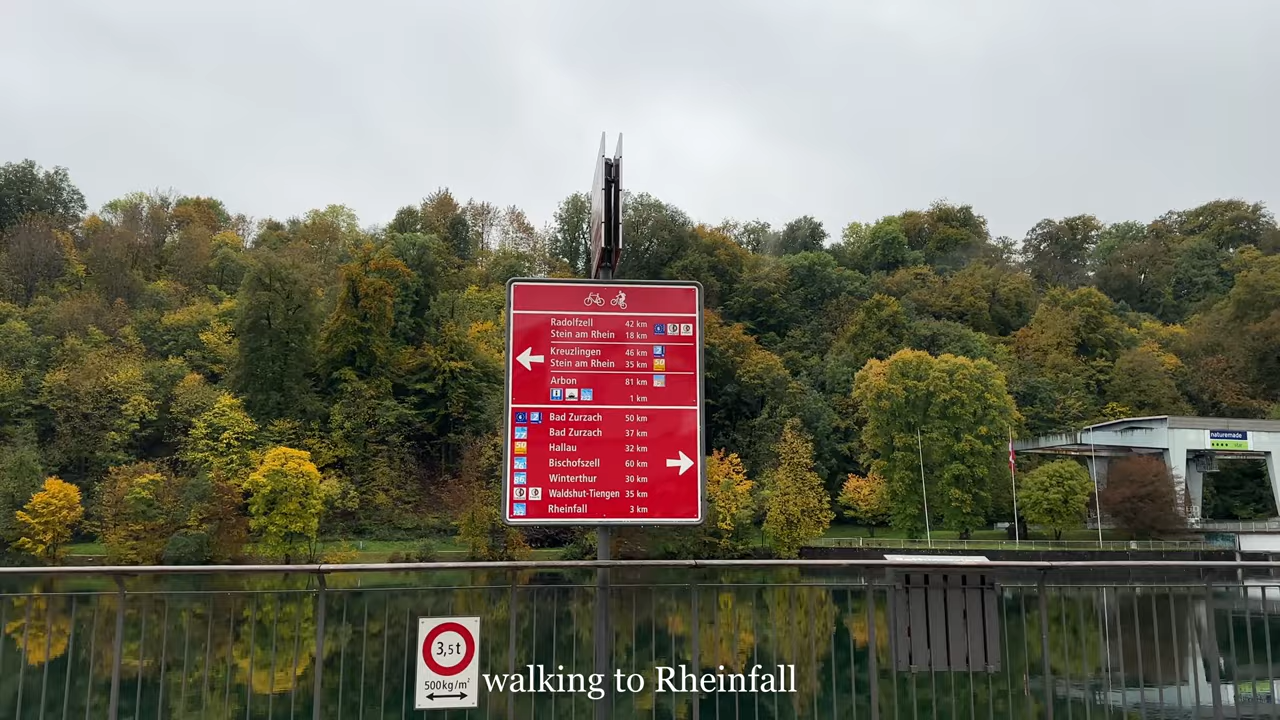 Radolfzell 42 km
Stein am Rhein 18 km
Kreuzlingen 46 km
Stein am Rhein 35 km
Arbon 81 km
1 km
Bad Zurzach 50 km
Bad Zurzach 37 km
Hallau 32 km
Bischofszell 60 km
Winterthur 30 km
Waldshut-Tiengen 35 km
Rheinfall 3 km
naturemade
3,5 t
500kg/m²
walking to Rheinfall